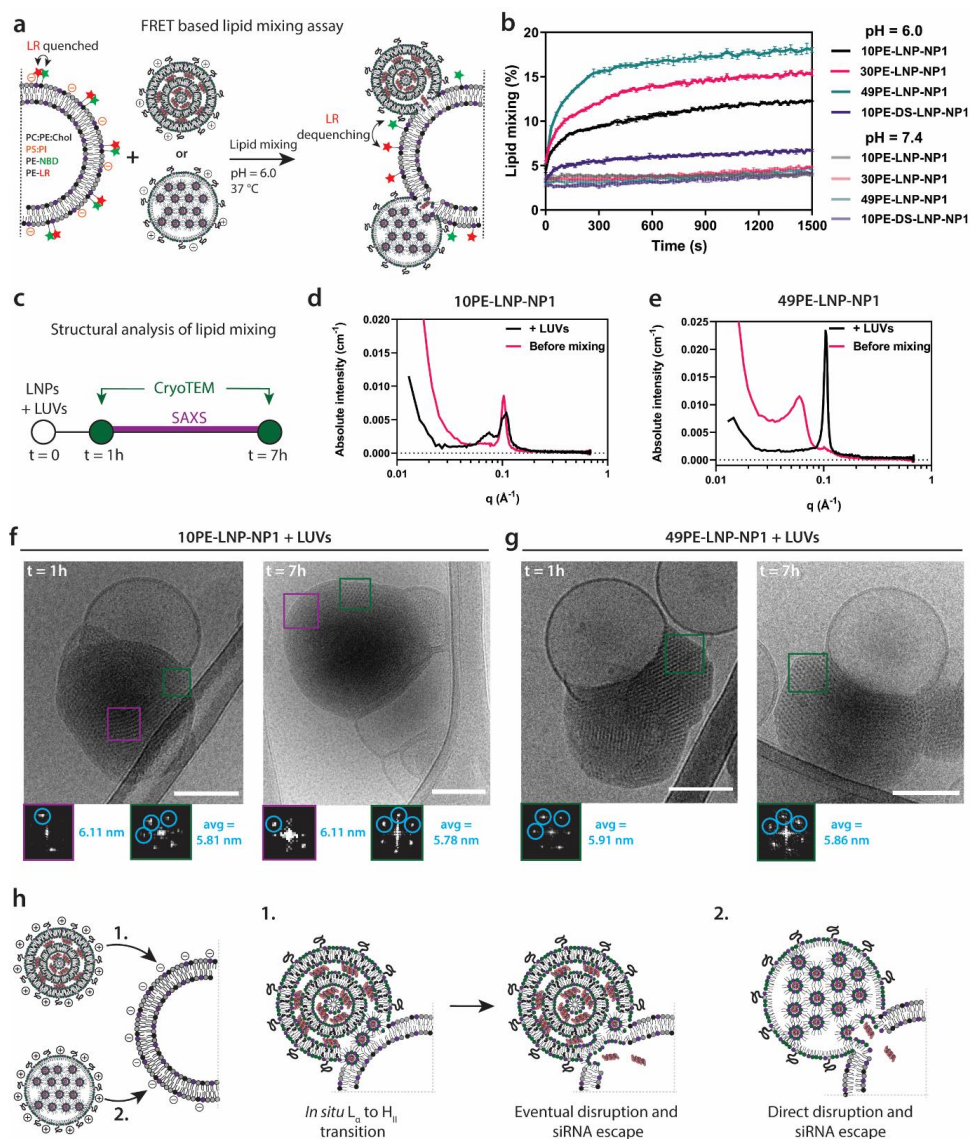 a
FRET based lipid mixing assay
LR quenched
PC:PE:Chol
PS:PI
PE-NBD
PE-LR
+
or
Lipid mixing
pH = 6.0
37 °C
LR
dequenching
b
Lipid mixing (%)
20
15
10
5
0
0 300 600 900 1200 1500
Time (s)
pH = 6.0
10PE-LNP-NP1
30PE-LNP-NP1
49PE-LNP-NP1
10PE-DS-LNP-NP1
pH = 7.4
10PE-LNP-NP1
30PE-LNP-NP1
49PE-LNP-NP1
10PE-DS-LNP-NP1
c
Structural analysis of lipid mixing
LNPs
+ LUVs
CryoTEM
SAXS
t = 0 t = 1h t = 7h
d
10PE-LNP-NP1
Absolute intensity (cm⁻¹)
0.020
0.015
0.010
0.005
0.000
0.01 0.1 1
q (Å⁻¹)
+ LUVs
Before mixing
e
49PE-LNP-NP1
Absolute intensity (cm⁻¹)
0.025
0.020
0.015
0.010
0.005
0.000
0.01 0.1 1
q (Å⁻¹)
+ LUVs
Before mixing
f
10PE-LNP-NP1 + LUVs
t = 1h
t = 7h
6.11 nm
avg =
5.81 nm
6.11 nm
avg =
5.78 nm
g
49PE-LNP-NP1 + LUVs
t = 1h
t = 7h
avg =
5.91 nm
avg =
5.86 nm
h
1.
2.
1.
In situ Lα to HII
transition
Eventual disruption and
siRNA escape
2.
Direct disruption and
siRNA escape